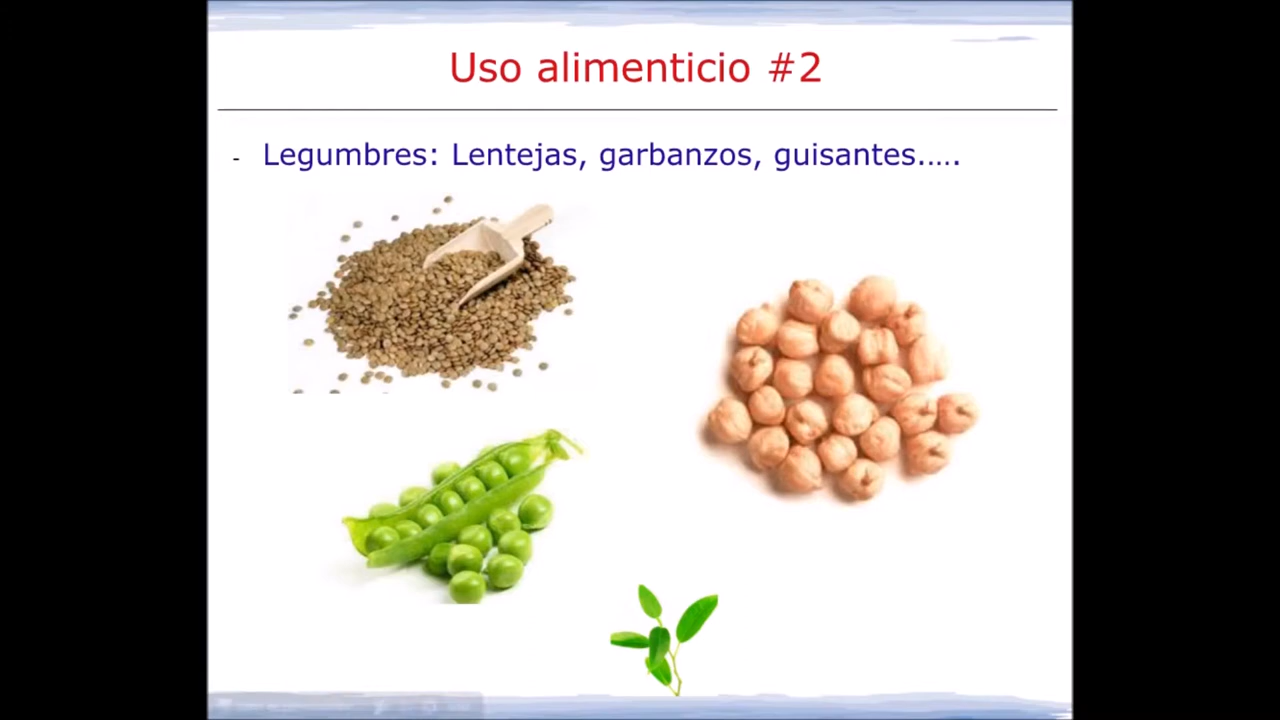 Uso alimenticio #2
- Legumbres: Lentejas, garbanzos, guisantes.....